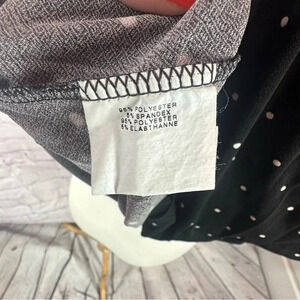 95% POLYESTER
5% SPANDEX
95% POLYESTER
5% ELASTHANNE